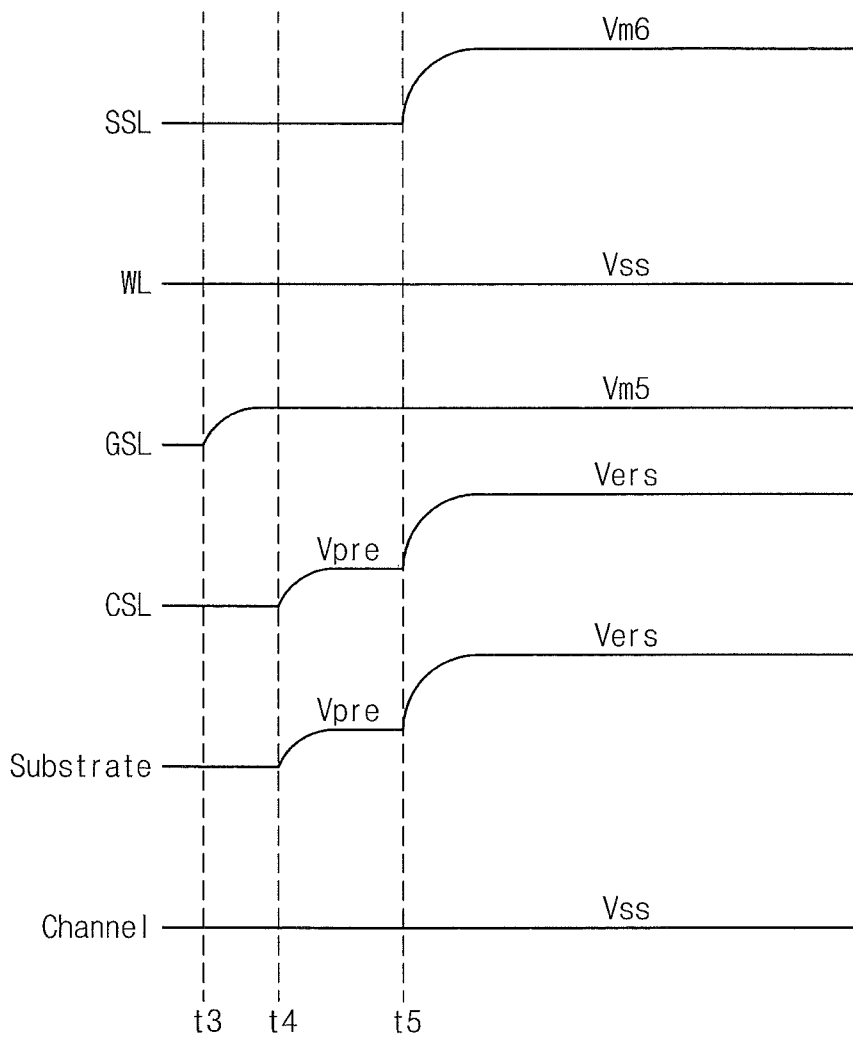 Vm6
SSL
Vss
WL
Vm5
GSL
Vers
Vpre
CSL
Vers
Vpre
Substrate
Vss
Channel
t3 t4 t5